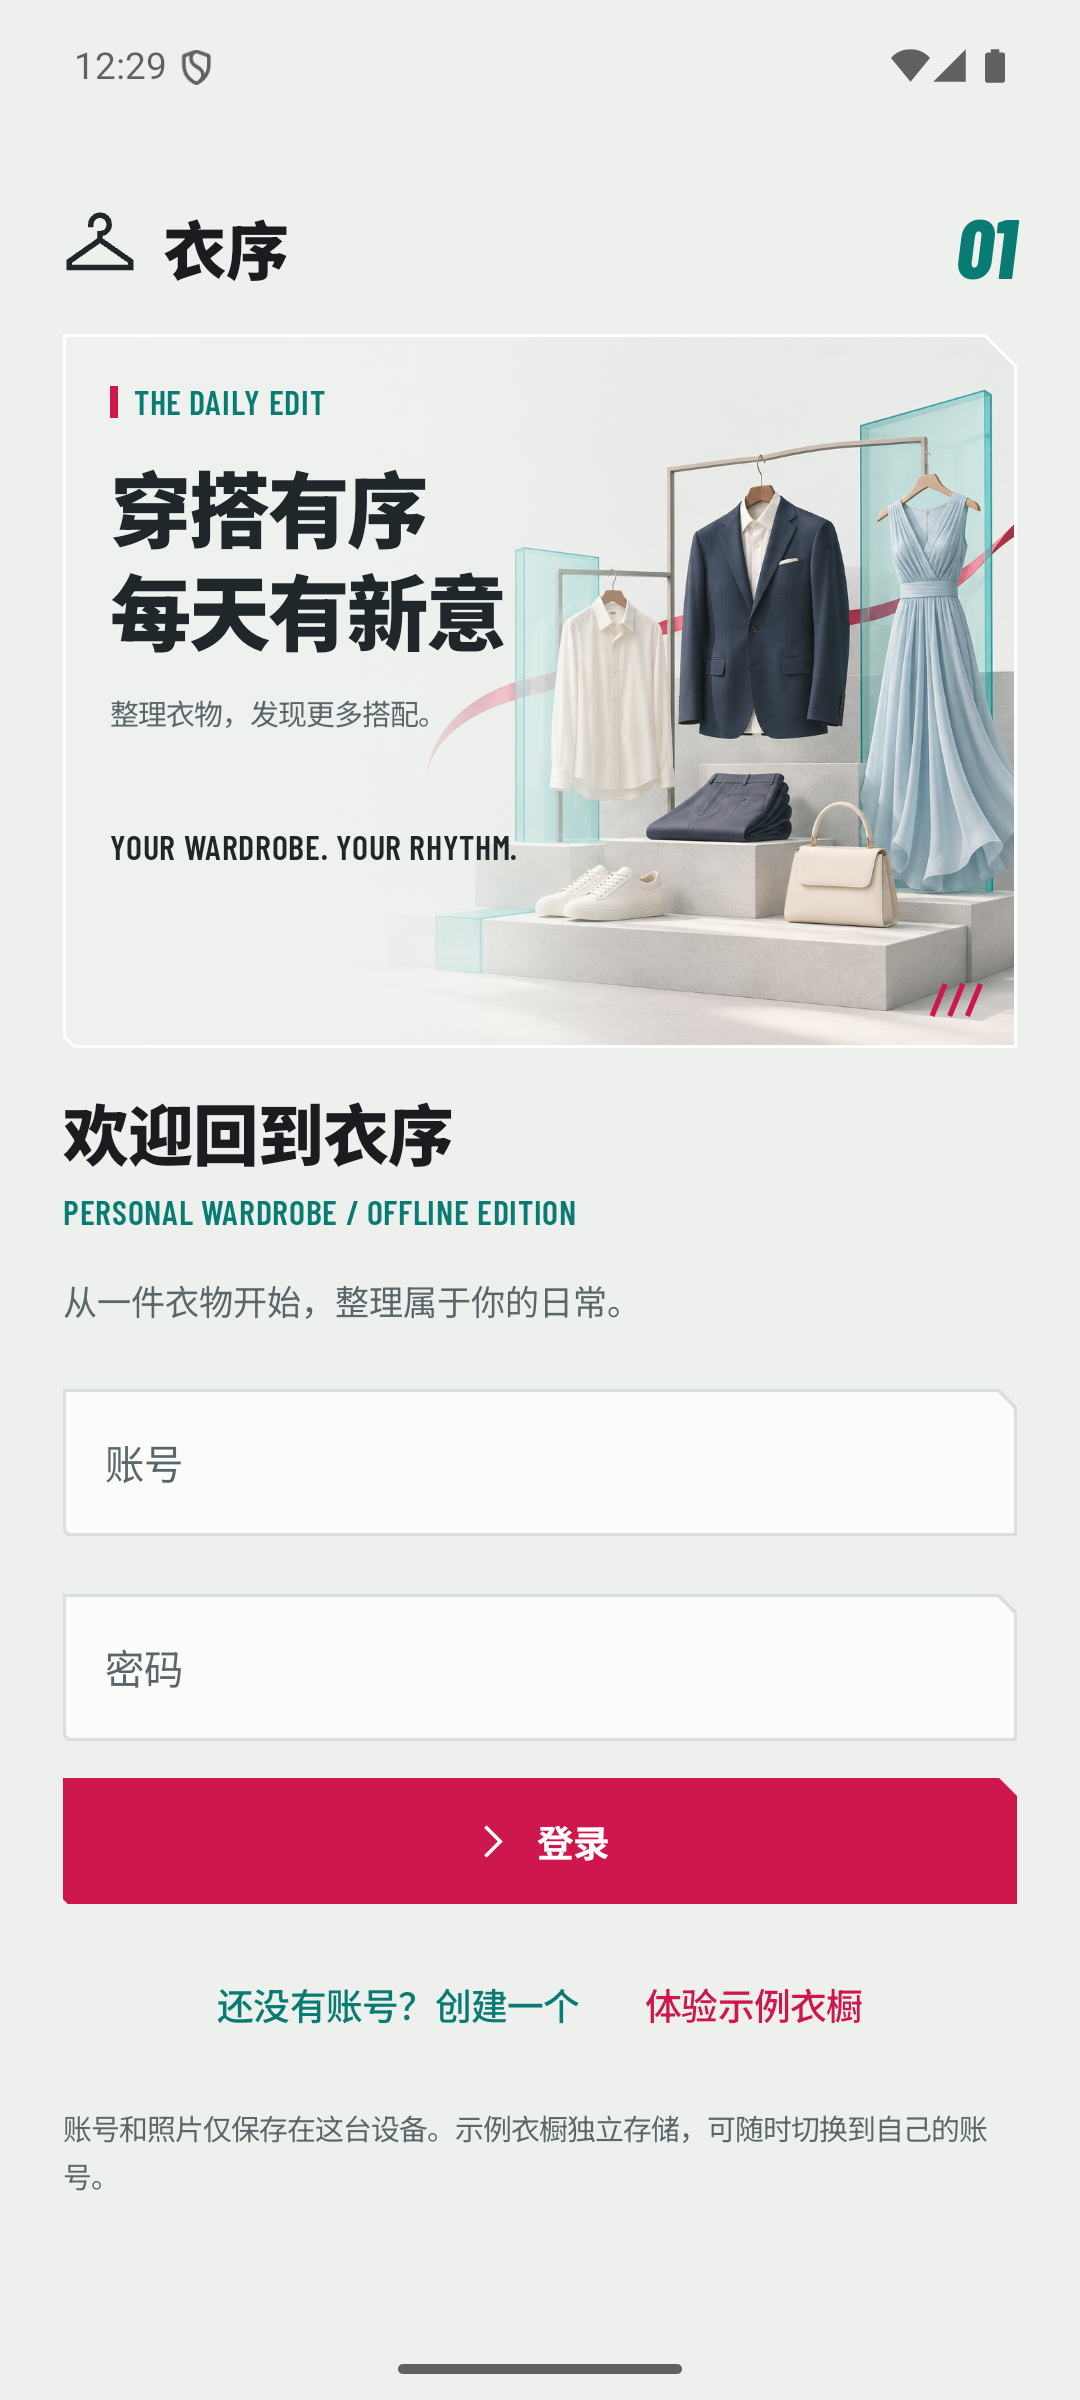 12:29
衣序
01
THE DAILY EDIT
穿搭有序
每天有新意
整理衣物，发现更多搭配。
YOUR WARDROBE. YOUR RHYTHM.
欢迎回到衣序
PERSONAL WARDROBE / OFFLINE EDITION
从一件衣物开始，整理属于你的日常。
账号
密码
登录
还没有账号？创建一个 体验示例衣橱
账号和照片仅保存在这台设备。示例衣橱独立存储，可随时切换到自己的账
号。